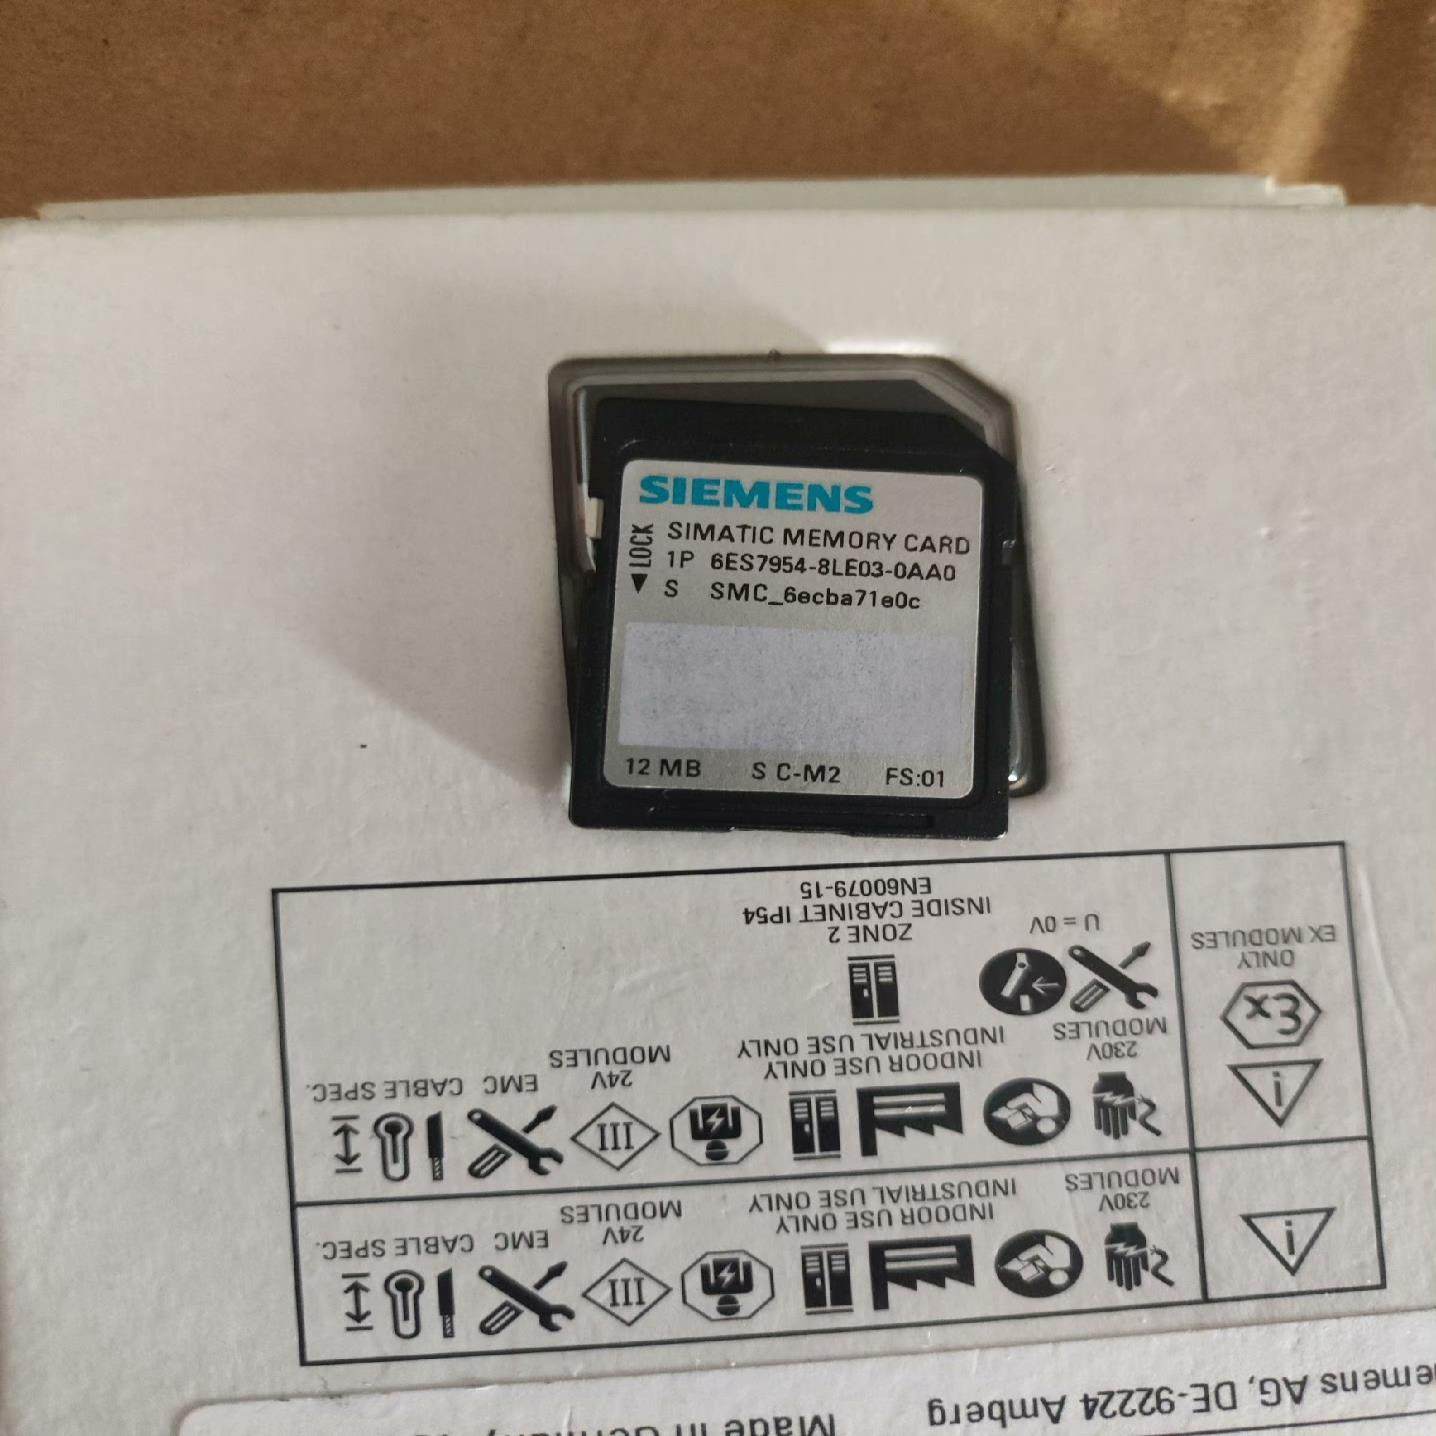 SIEMENS
LOCK
SIMATIC MEMORY CARD
1P 6ES7954-8LE03-0AA0
S SMC_6ecba71e0c
12 MB S C-M2 FS:01
EN60079-15
INSIDE CABINET IP54
ZONE 2
U = 0V
EX MODULES
ONLY
εx
230V
MODULES
INDOOR USE ONLY
INDUSTRIAL USE ONLY
24V
MODULES
EMC
CABLE SPEC.
III
i
230V
MODULES
INDOOR USE ONLY
INDUSTRIAL USE ONLY
24V
MODULES
EMC
CABLE SPEC.
III
i
emens AG, DE-92224 Amberg
Made in